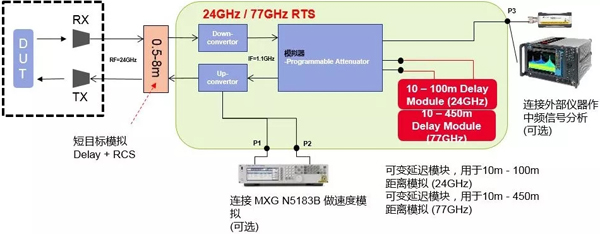 24GHz / 77GHz RTS
P3
DUT
RX
TX
RF=24GHz
0.5-8m
Down-
convertor
IF=1.1GHz
Up-
convertor
模拟器
-Programmable Attenuator
10 – 100m Delay
Module (24GHz)
10 – 450m
Delay Module
(77GHz)
连接外部仪器作
中频信号分析
(可选)
短目标模拟
Delay + RCS
P1
P2
连接 MXG N5183B 做速度模
拟
(可选)
可变延迟模块，用于10m - 100m
距离模拟 (24GHz)
可变延迟模块，用于10m - 450m
距离模拟 (77GHz)